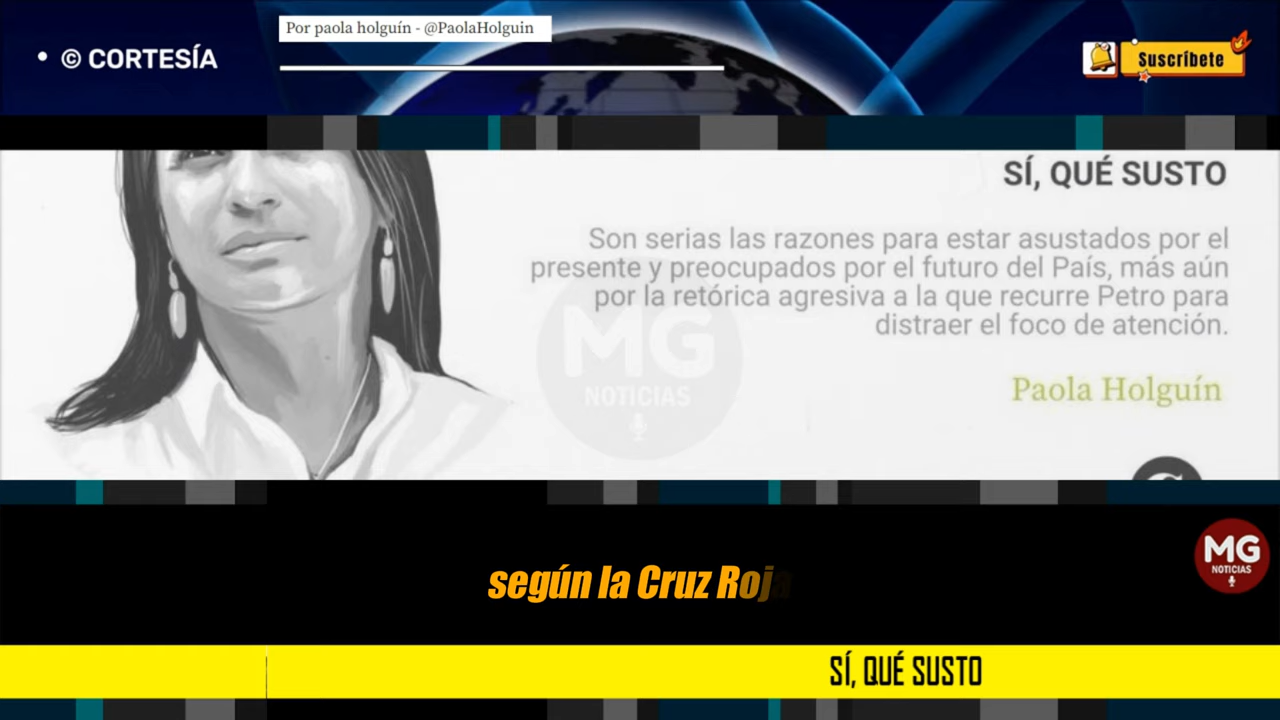 Por paola holguín - @PaolaHolguin
• © CORTESÍA
Suscríbete
SÍ, QUÉ SUSTO
Son serias las razones para estar asustados por el
presente y preocupados por el futuro del País, más aún
por la retórica agresiva a la que recurre Petro para
distraer el foco de atención.
MG
NOTICIAS
Paola Holguín
según la Cruz Roja
MG
NOTICIAS
SÍ, QUÉ SUSTO